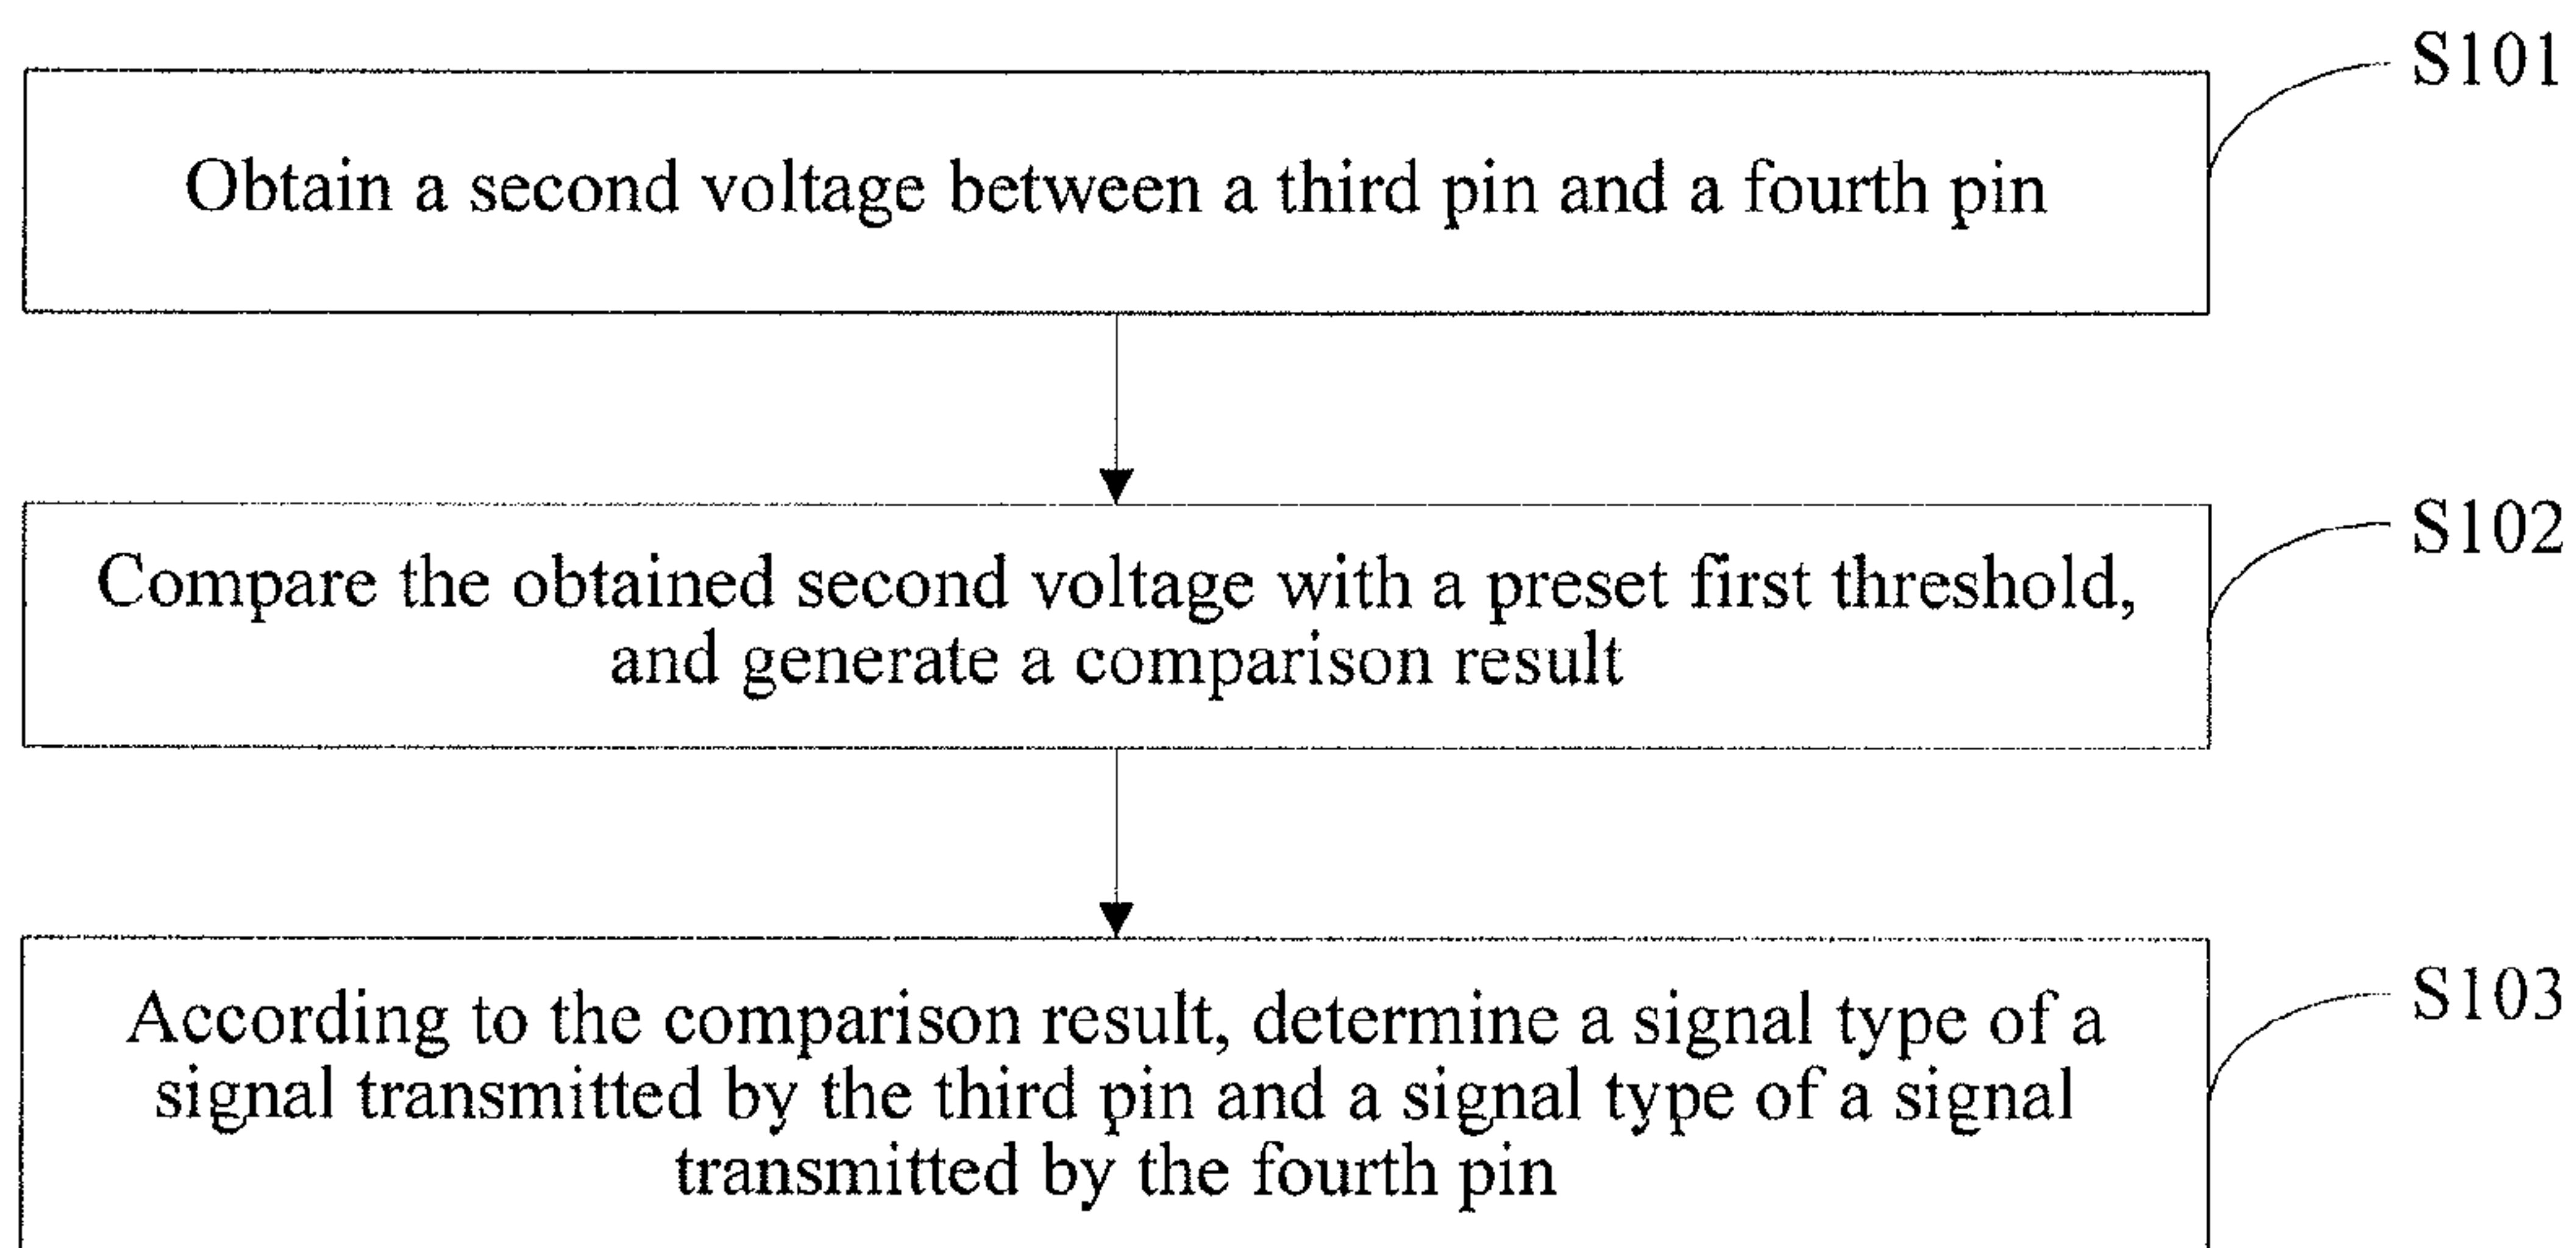 S101
Obtain a second voltage between a third pin and a fourth pin
S102
Compare the obtained second voltage with a preset first threshold,
and generate a comparison result
S103
According to the comparison result, determine a signal type of a
signal transmitted by the third pin and a signal type of a signal
transmitted by the fourth pin